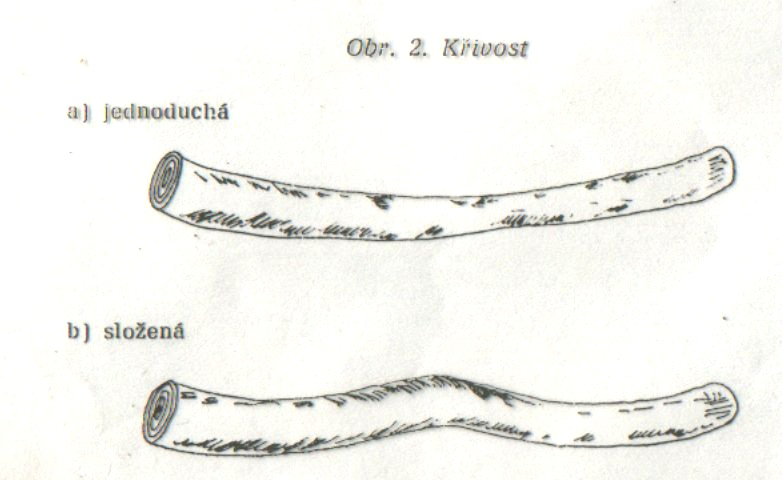 Obr. 2. Křivost
a) jednoduchá
b) složená